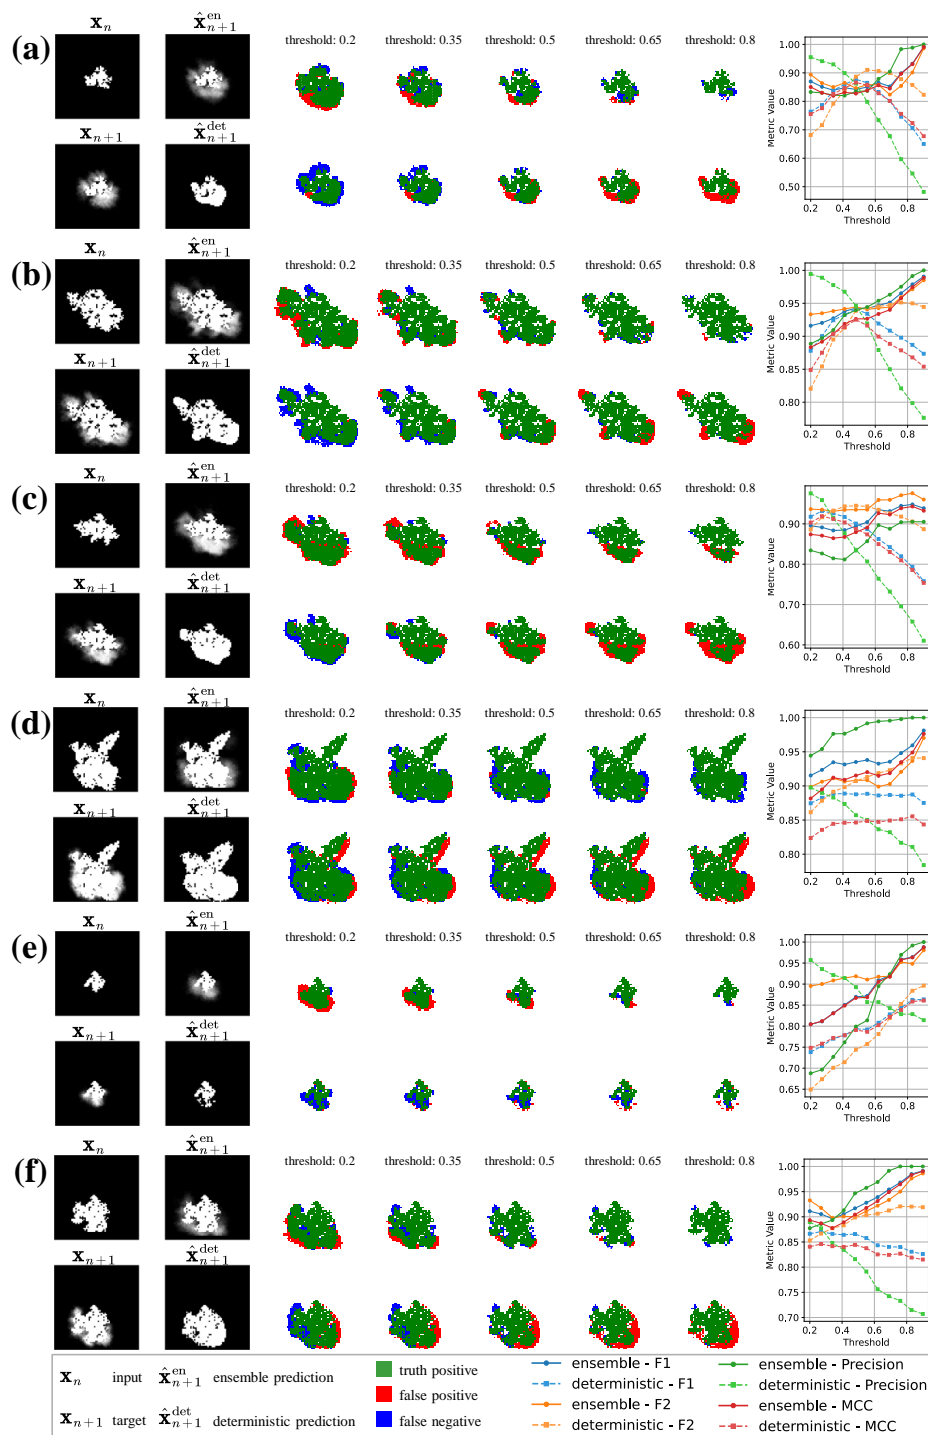 (a)
x_n
x̂^en_{n+1}
threshold: 0.2 threshold: 0.35 threshold: 0.5 threshold: 0.65 threshold: 0.8
x_{n+1}
x̂^det_{n+1}
Metric Value
1.00
0.90
0.80
0.70
0.60
0.50
0.2 0.4 0.6 0.8
Threshold
(b)
x_n
x̂^en_{n+1}
threshold: 0.2 threshold: 0.35 threshold: 0.5 threshold: 0.65 threshold: 0.8
x_{n+1}
x̂^det_{n+1}
Metric Value
1.00
0.95
0.90
0.85
0.80
0.2 0.4 0.6 0.8
Threshold
(c)
x_n
x̂^en_{n+1}
threshold: 0.2 threshold: 0.35 threshold: 0.5 threshold: 0.65 threshold: 0.8
x_{n+1}
x̂^det_{n+1}
Metric Value
0.90
0.80
0.70
0.60
0.2 0.4 0.6 0.8
Threshold
(d)
x_n
x̂^en_{n+1}
threshold: 0.2 threshold: 0.35 threshold: 0.5 threshold: 0.65 threshold: 0.8
x_{n+1}
x̂^det_{n+1}
Metric Value
1.00
0.95
0.90
0.85
0.80
0.2 0.4 0.6 0.8
Threshold
(e)
x_n
x̂^en_{n+1}
threshold: 0.2 threshold: 0.35 threshold: 0.5 threshold: 0.65 threshold: 0.8
x_{n+1}
x̂^det_{n+1}
Metric Value
1.00
0.95
0.90
0.85
0.80
0.75
0.70
0.65
0.2 0.4 0.6 0.8
Threshold
(f)
x_n
x̂^en_{n+1}
threshold: 0.2 threshold: 0.35 threshold: 0.5 threshold: 0.65 threshold: 0.8
x_{n+1}
x̂^det_{n+1}
Metric Value
1.00
0.95
0.90
0.85
0.80
0.75
0.70
0.2 0.4 0.6 0.8
Threshold
x_n input x̂^en_{n+1} ensemble prediction
x_{n+1} target x̂^det_{n+1} deterministic prediction
truth positive
false positive
false negative
ensemble - F1
deterministic - F1
ensemble - F2
deterministic - F2
ensemble - Precision
deterministic - Precision
ensemble - MCC
deterministic - MCC